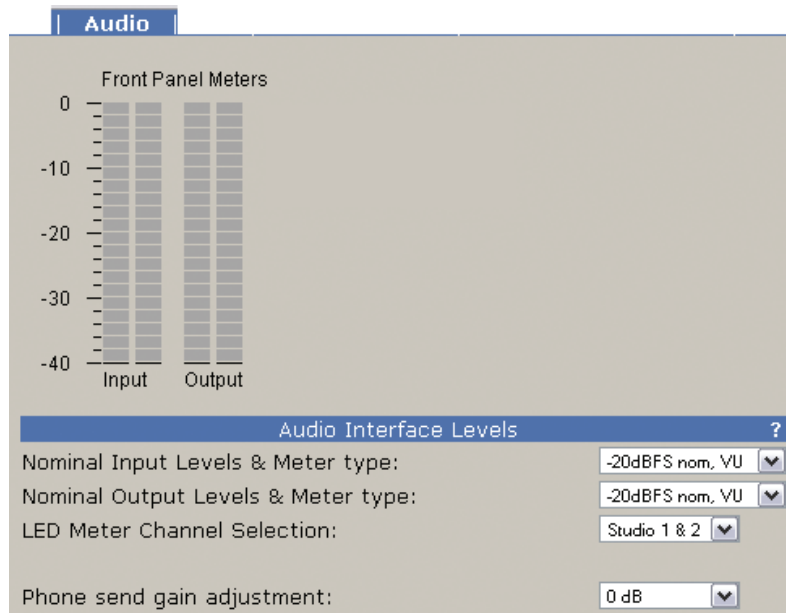 Audio
Front Panel Meters
0
-10
-20
-30
-40
Input Output
Audio Interface Levels ?
Nominal Input Levels & Meter type: -20dBFS nom, VU
Nominal Output Levels & Meter type: -20dBFS nom, VU
LED Meter Channel Selection: Studio 1 & 2
Phone send gain adjustment: 0 dB